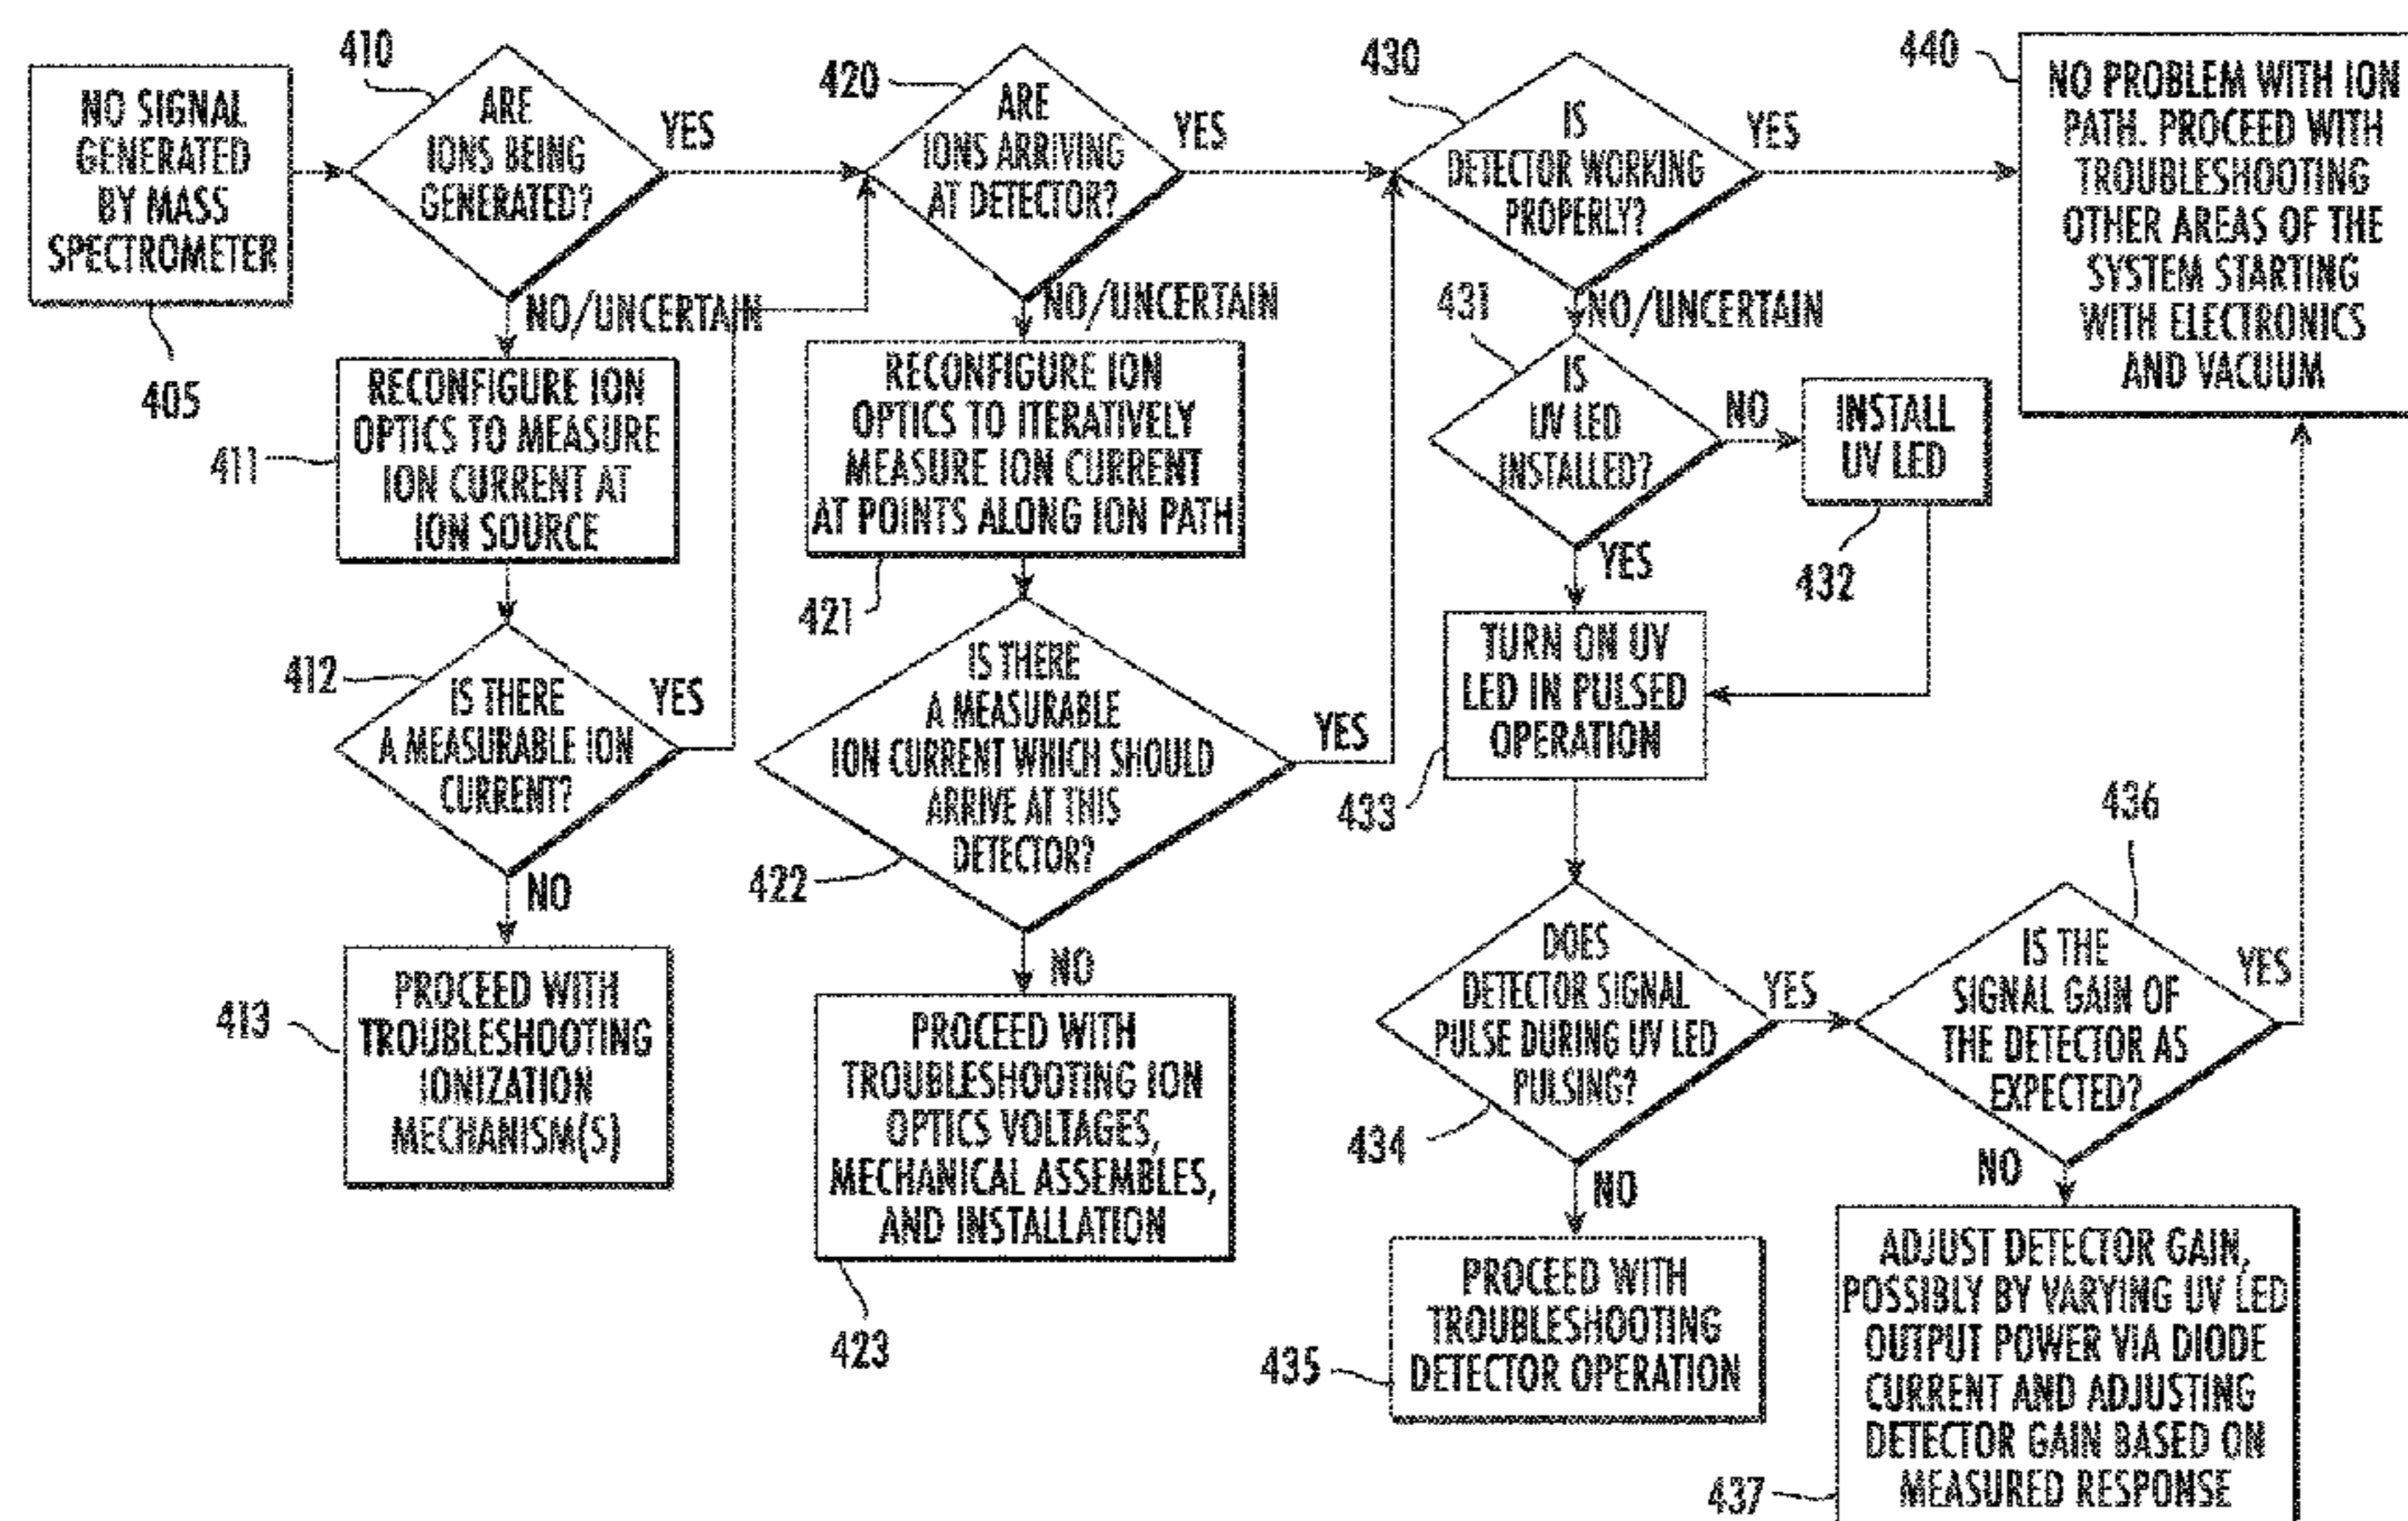 405
NO SIGNAL
GENERATED
BY MASS
SPECTROMETER
410
ARE
IONS BEING
GENERATED?
YES
NO/UNCERTAIN
411
RECONFIGURE ION
OPTICS TO MEASURE
ION CURRENT AT
ION SOURCE
412
IS THERE
A MEASURABLE ION
CURRENT?
YES
NO
413
PROCEED WITH
TROUBLESHOOTING
IONIZATION
MECHANISM(S)
420
ARE
IONS ARRIVING
AT DETECTOR?
YES
NO/UNCERTAIN
421
RECONFIGURE ION
OPTICS TO ITERATIVELY
MEASURE ION CURRENT
AT POINTS ALONG ION PATH
422
IS THERE
A MEASURABLE
ION CURRENT WHICH SHOULD
ARRIVE AT THIS
DETECTOR?
YES
NO
423
PROCEED WITH
TROUBLESHOOTING ION
OPTICS VOLTAGES,
MECHANICAL ASSEMBLES,
AND INSTALLATION
430
IS
DETECTOR WORKING
PROPERLY?
YES
NO/UNCERTAIN
431
IS
UV LED
INSTALLED?
NO
YES
432
INSTALL
UV LED
433
TURN ON UV
LED IN PULSED
OPERATION
434
DOES
DETECTOR SIGNAL
PULSE DURING UV LED
PULSING?
YES
NO
435
PROCEED WITH
TROUBLESHOOTING
DETECTOR OPERATION
436
IS THE
SIGNAL GAIN OF
THE DETECTOR AS
EXPECTED?
YES
NO
437
ADJUST DETECTOR GAIN,
POSSIBLY BY VARYING UV LED
OUTPUT POWER VIA DIODE
CURRENT AND ADJUSTING
DETECTOR GAIN BASED ON
MEASURED RESPONSE
440
NO PROBLEM WITH ION
PATH. PROCEED WITH
TROUBLESHOOTING
OTHER AREAS OF THE
SYSTEM STARTING
WITH ELECTRONICS
AND VACUUM